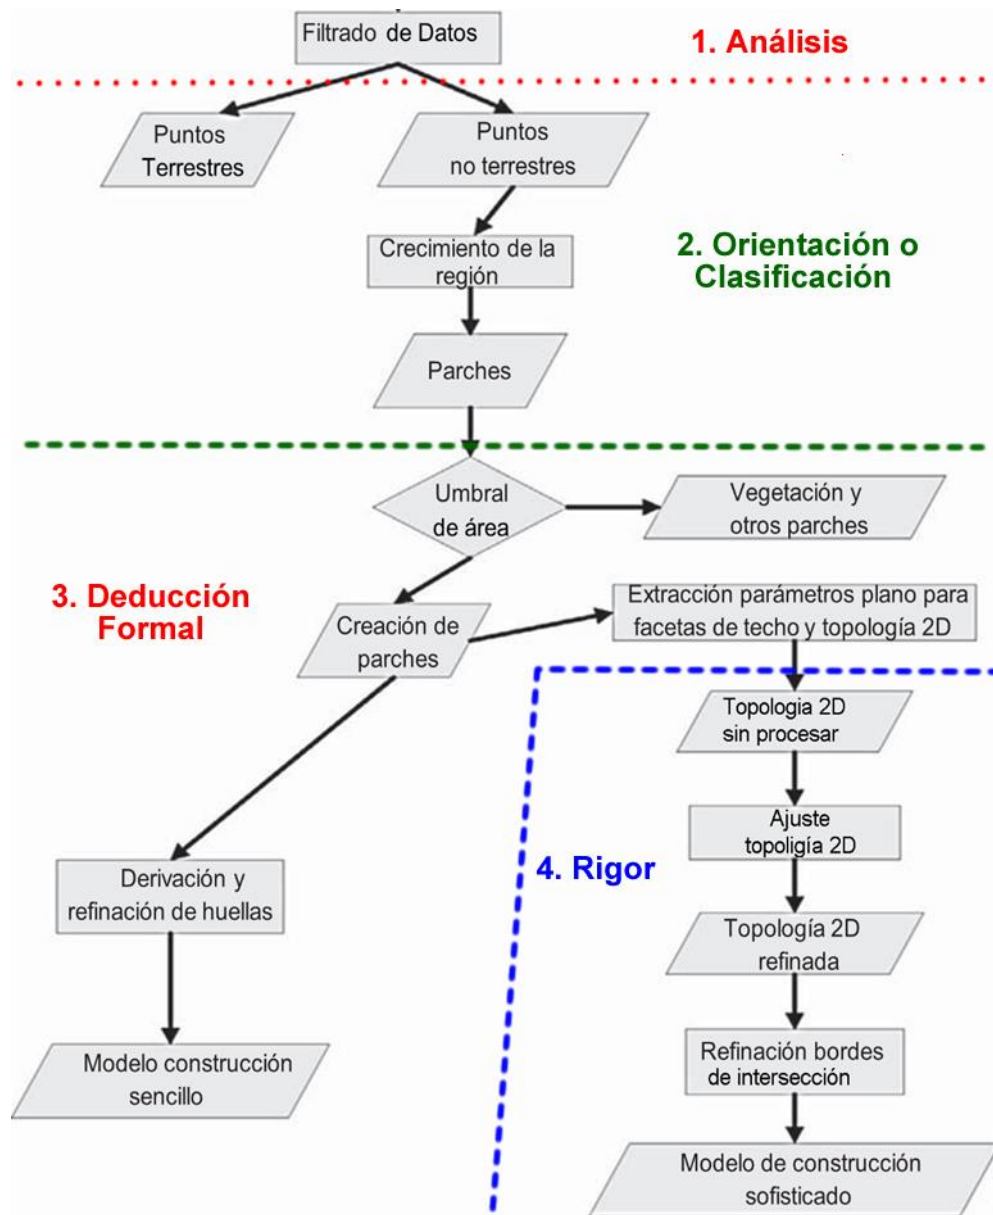 Filtrado de Datos
1. Análisis
Puntos
Terrestres
Puntos
no terrestres
Crecimiento de la
región
2. Orientación o
Clasificación
Parches
Umbral
de área
Vegetación y
otros parches
3. Deducción
Formal
Creación de
parches
Extracción parámetros plano para
facetas de techo y topología 2D
Topologia 2D
sin procesar
Ajuste
topoligía 2D
4. Rigor
Derivación y
refinación de huellas
Topología 2D
refinada
Modelo construcción
sencillo
Refinación bordes
de intersección
Modelo de construcción
sofisticado